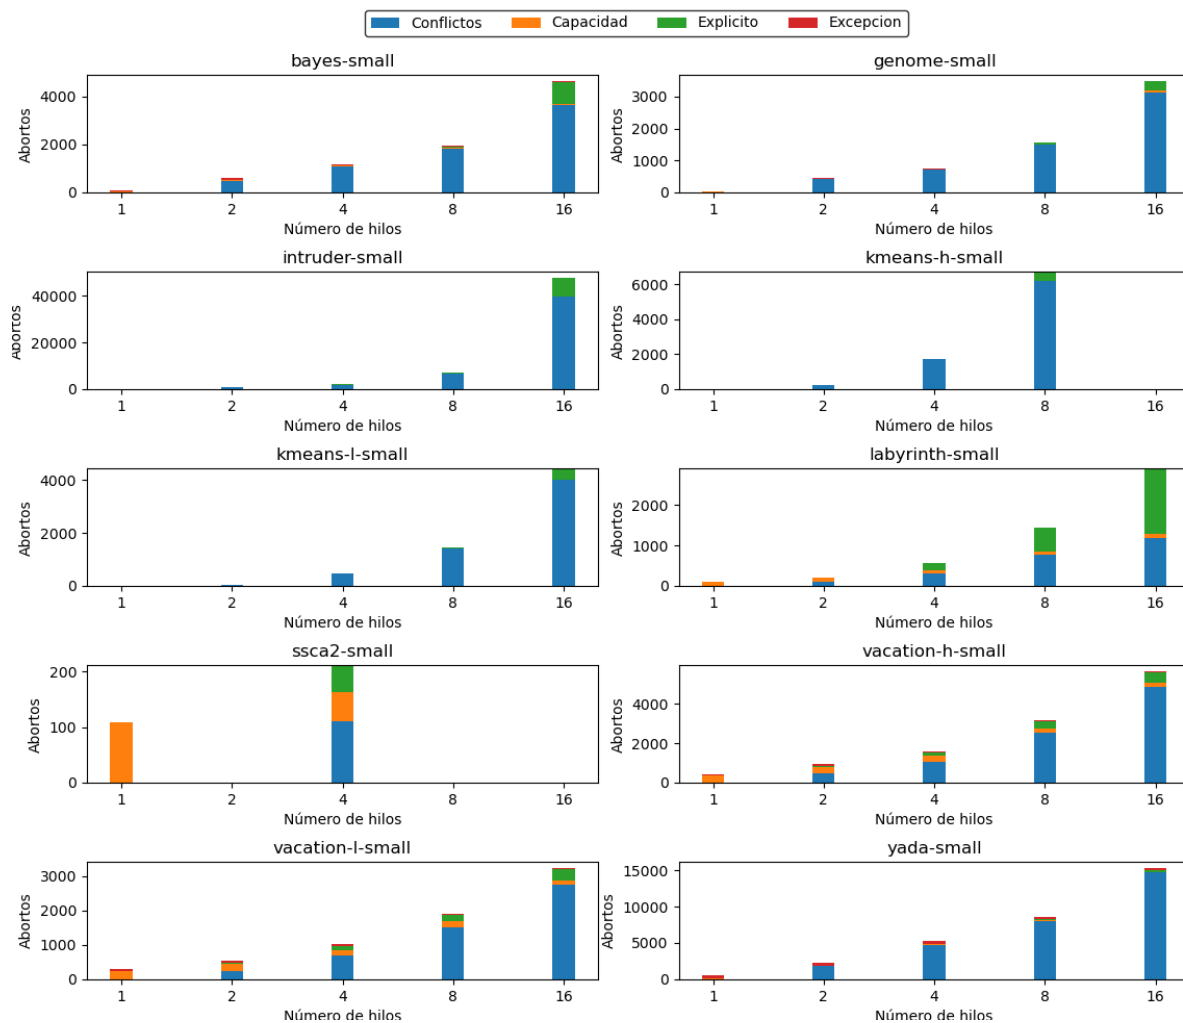 Conflictos Capacidad Explicito Excepcion
bayes-small
Abortos
4000
2000
0
1 2 4 8 16
Número de hilos
genome-small
Abortos
3000
2000
1000
0
1 2 4 8 16
Número de hilos
intruder-small
Abortos
40000
20000
0
1 2 4 8 16
Número de hilos
kmeans-h-small
Abortos
6000
4000
2000
0
1 2 4 8 16
Número de hilos
kmeans-l-small
Abortos
4000
2000
0
1 2 4 8 16
Número de hilos
labyrinth-small
Abortos
2000
1000
0
1 2 4 8 16
Número de hilos
ssca2-small
Abortos
200
100
0
1 2 4 8 16
Número de hilos
vacation-h-small
Abortos
4000
2000
0
1 2 4 8 16
Número de hilos
vacation-l-small
Abortos
3000
2000
1000
0
1 2 4 8 16
Número de hilos
yada-small
Abortos
15000
10000
5000
0
1 2 4 8 16
Número de hilos